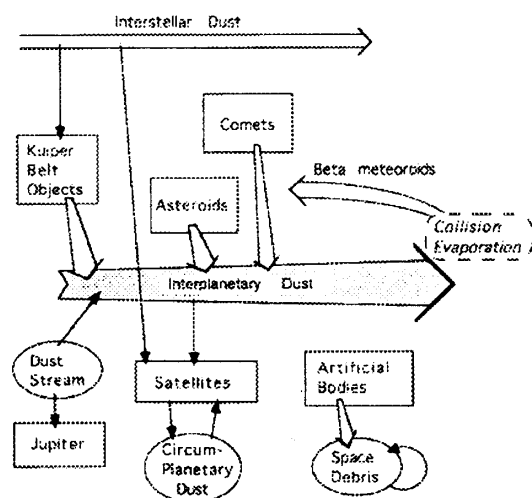 Interstellar Dust
Comets
Kuiper
Belt
Objects
Beta meteoroids
Asteroids
Collision
Evaporation
Interplanetary Dust
Dust
Stream
Satellites
Artificial
Bodies
Jupiter
Circum-
Planetary
Dust
Space
Debris